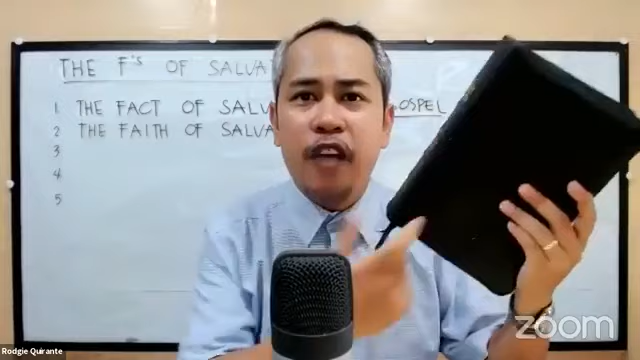 THE F's OF SALVA
1 THE FACT OF SALV OSPEL
2 THE FAITH OF SALVA
3
4
5
Rodgie Quirante
zoom